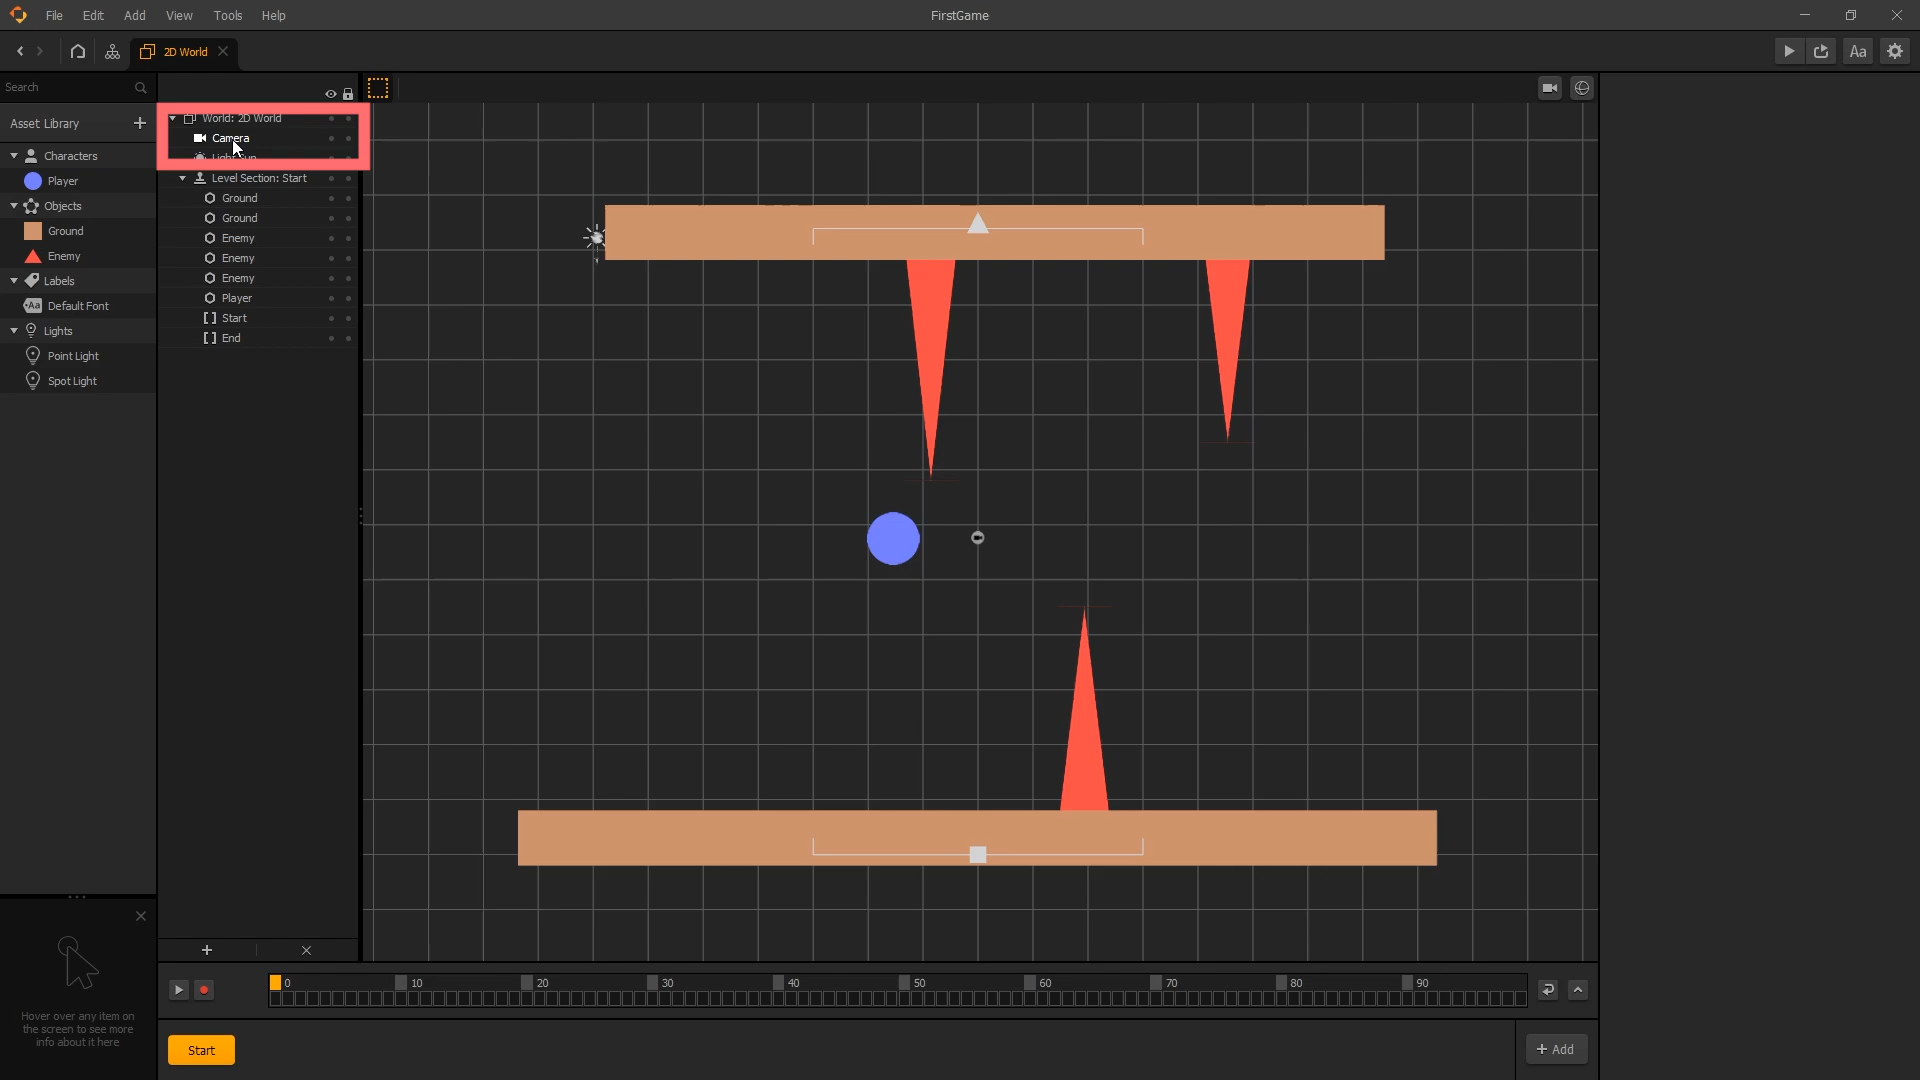 File Edit Add View Tools Help
FirstGame
2D World
Aa
Search
Asset Library
Characters
Player
Objects
Ground
Enemy
Labels
Aa Default Font
Lights
Point Light
Spot Light
World: 2D World
Camera
Light: Sun
Level Section: Start
Ground
Ground
Enemy
Enemy
Enemy
Player
Start
End
Hover over any item on
the screen to see more
info about it here
0 10 20 30 40 50 60 70 80 90
Start
+ Add